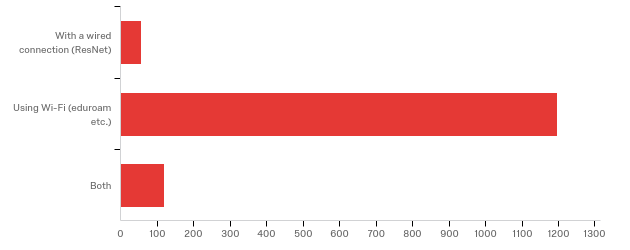 With a wired
connection (ResNet)
Using Wi-Fi (eduroam
etc.)
Both
0 100 200 300 400 500 600 700 800 900 1000 1100 1200 1300